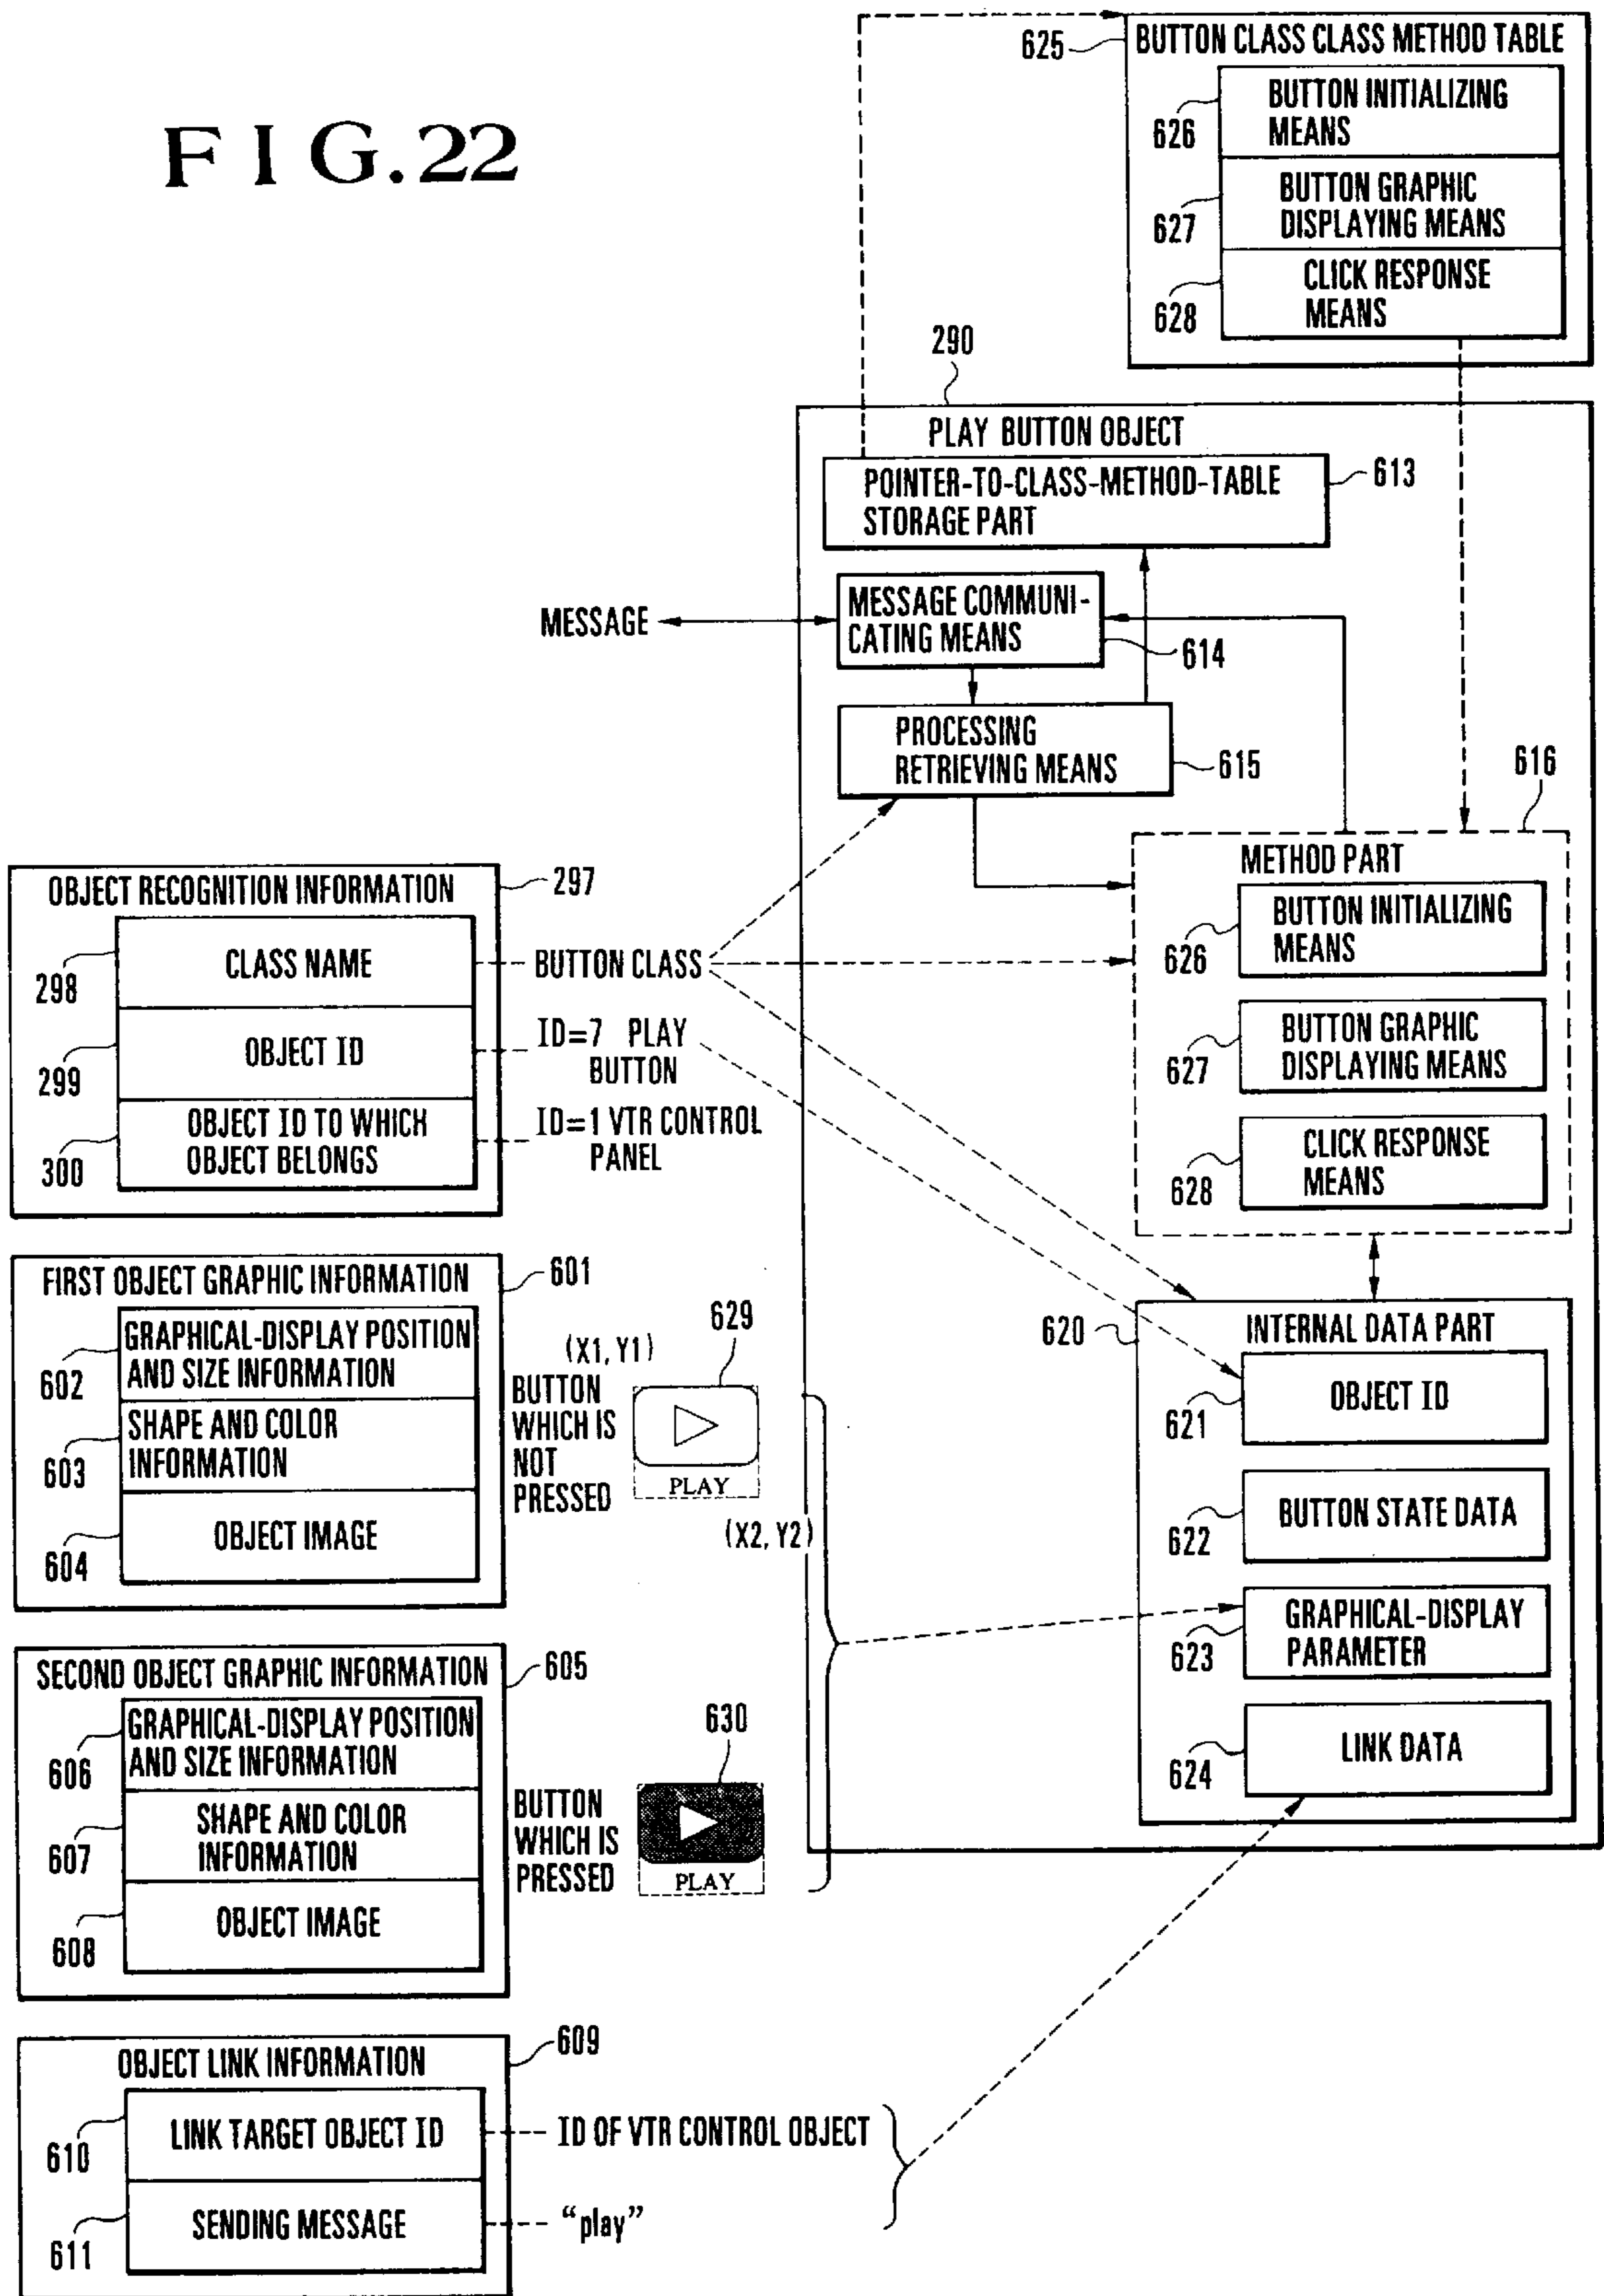 FIG.22
625
BUTTON CLASS CLASS METHOD TABLE
626
BUTTON INITIALIZING
MEANS
627
BUTTON GRAPHIC
DISPLAYING MEANS
628
CLICK RESPONSE
MEANS
290
PLAY BUTTON OBJECT
POINTER-TO-CLASS-METHOD-TABLE
STORAGE PART
613
MESSAGE
MESSAGE COMMUNI-
CATING MEANS
614
PROCESSING
RETRIEVING MEANS
615
616
METHOD PART
626
BUTTON INITIALIZING
MEANS
627
BUTTON GRAPHIC
DISPLAYING MEANS
628
CLICK RESPONSE
MEANS
620
INTERNAL DATA PART
621
OBJECT ID
622
BUTTON STATE DATA
623
GRAPHICAL-DISPLAY
PARAMETER
624
LINK DATA
OBJECT RECOGNITION INFORMATION
297
298
CLASS NAME
BUTTON CLASS
299
OBJECT ID
ID=7 PLAY
BUTTON
300
OBJECT ID TO WHICH
OBJECT BELONGS
ID=1 VTR CONTROL
PANEL
FIRST OBJECT GRAPHIC INFORMATION
601
602
GRAPHICAL-DISPLAY POSITION
AND SIZE INFORMATION
603
SHAPE AND COLOR
INFORMATION
604
OBJECT IMAGE
(X1, Y1)
BUTTON
WHICH IS
NOT
PRESSED
629
PLAY
(X2, Y2)
SECOND OBJECT GRAPHIC INFORMATION
605
606
GRAPHICAL-DISPLAY POSITION
AND SIZE INFORMATION
607
SHAPE AND COLOR
INFORMATION
608
OBJECT IMAGE
BUTTON
WHICH IS
PRESSED
630
PLAY
OBJECT LINK INFORMATION
609
610
LINK TARGET OBJECT ID
ID OF VTR CONTROL OBJECT
611
SENDING MESSAGE
“play”